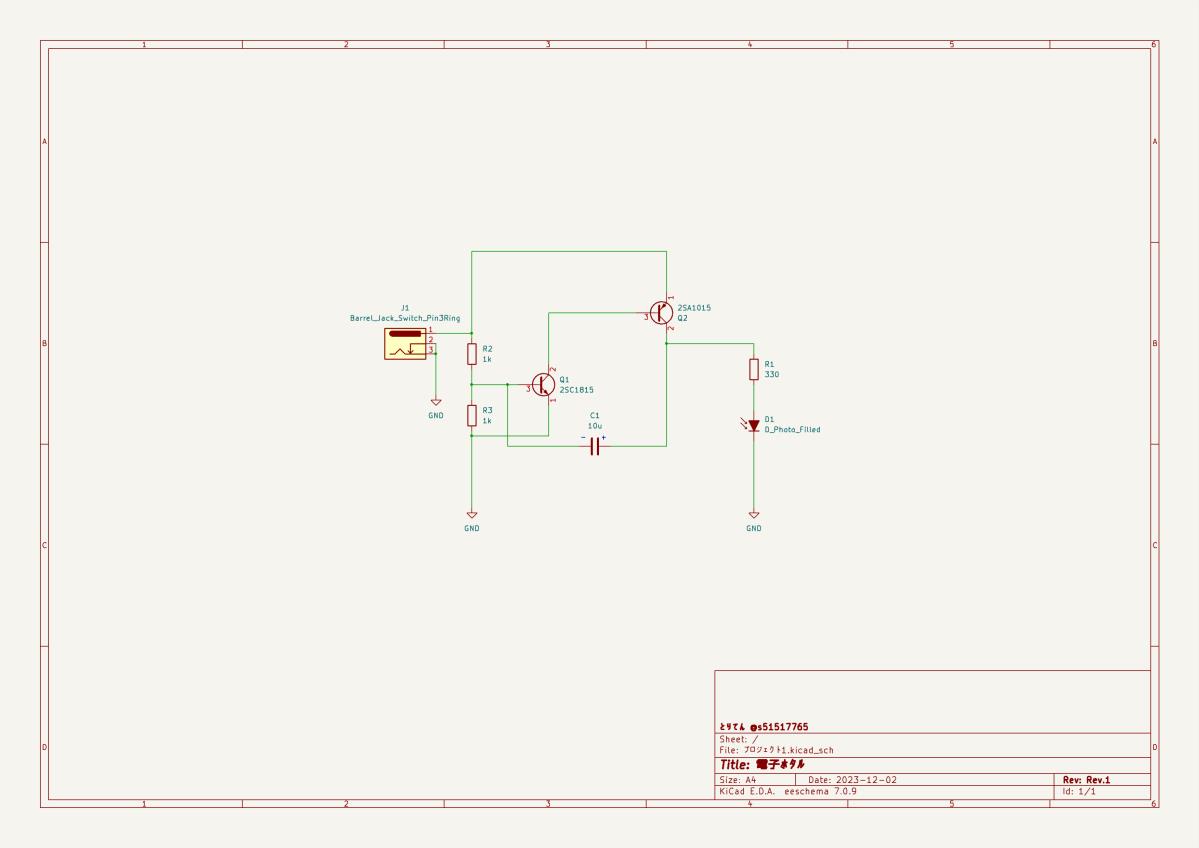 1 2 3 4 5 6
A A
J1
Barrel_Jack_Switch_Pin3Ring
1
2
3
GND
R2
1k
R3
1k
3
2
1
Q1
2SC1815
3
1
2
2SA1015
Q2
C1
10u
- +
R1
330
D1
D_Photo_Filled
B B
GND
GND
C C
D D
とりてん @s51517765
Sheet: /
File: プロジェクト1.kicad_sch
Title: 電子ホタル
Size: A4 Date: 2023-12-02 Rev: Rev.1
KiCad E.D.A. eeschema 7.0.9 Id: 1/1
1 2 3 4 5 6